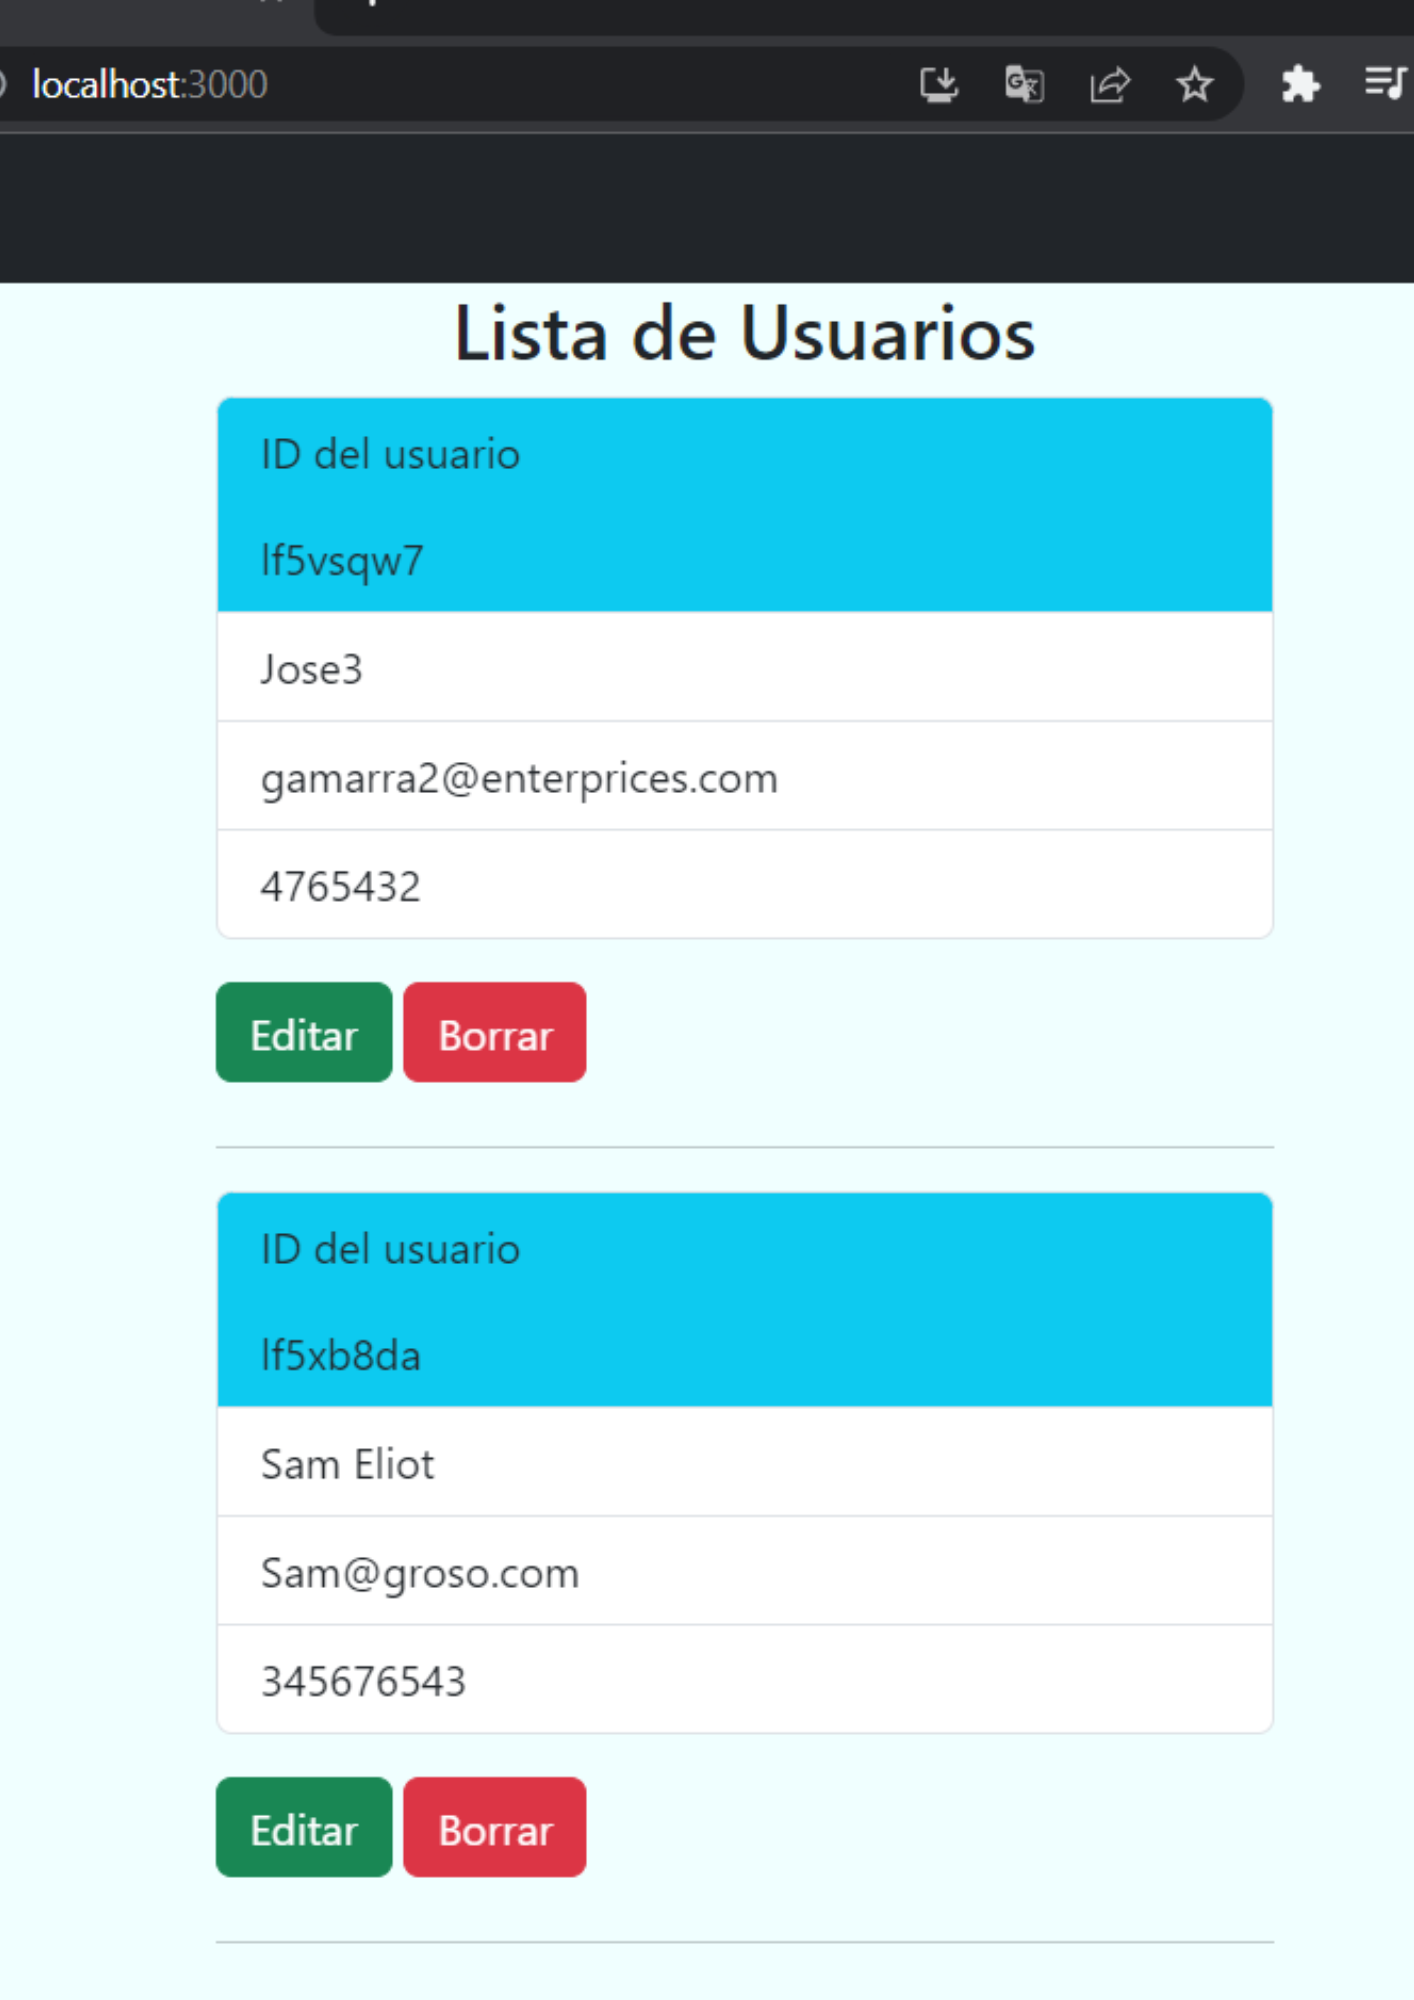 localhost:3000
Lista de Usuarios
ID del usuario
lf5vsqw7
Jose3
gamarra2@enterprices.com
4765432
Editar Borrar
ID del usuario
lf5xb8da
Sam Eliot
Sam@groso.com
345676543
Editar Borrar